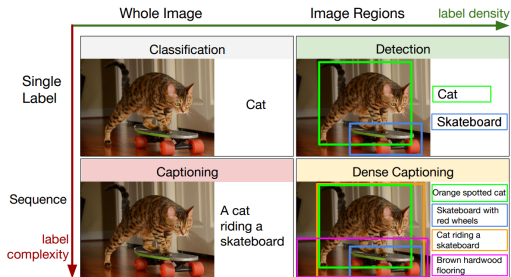 Whole Image
Image Regions
label density
Single
Label
Classification
Cat
Detection
Cat
Skateboard
Sequence
label
complexity
Captioning
A cat
riding a
skateboard
Dense Captioning
Orange spotted cat
Skateboard with
red wheels
Cat riding a
skateboard
Brown hardwood
flooring